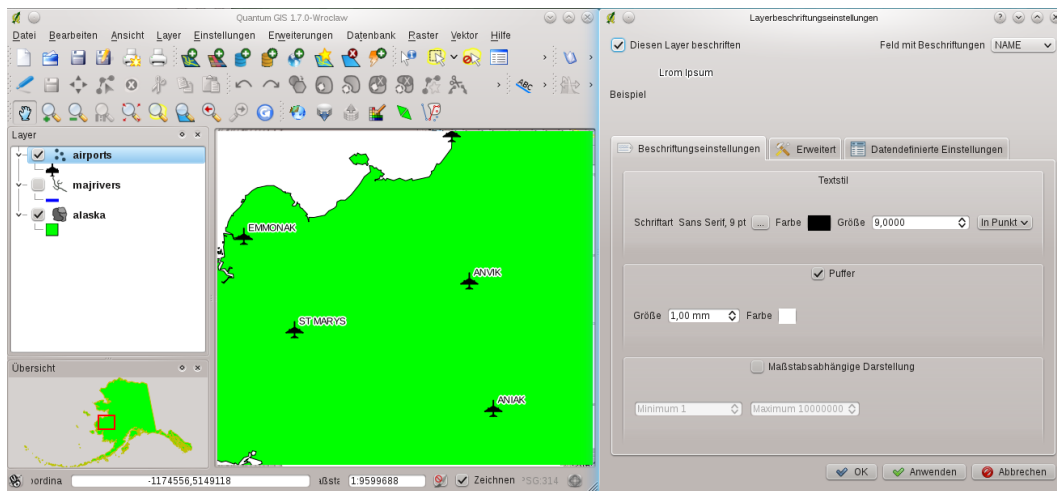 Quantum GIS 1.7.0-Wroclaw
Datei Bearbeiten Ansicht Layer Einstellungen Erweiterungen Datenbank Raster Vektor Hilfe
ABC
Layer
airports
majrivers
alaska
Übersicht
EMMONAK
ANVIK
ST MARYS
ANIAK
-1174556,5149118
1:9599688
Zeichnen
Layerbeschriftungseinstellungen
Diesen Layer beschriften
Feld mit Beschriftungen NAME
Lrom Ipsum
Beispiel
Beschriftungseinstellungen Erweitert Datendefinierte Einstellungen
Textstil
Schriftart Sans Serif, 9 pt ... Farbe Größe 9,0000 In Punkt
Puffer
Größe 1,00 mm Farbe
Maßstabsabhängige Darstellung
Minimum 1 Maximum 10000000
OK Anwenden Abbrechen